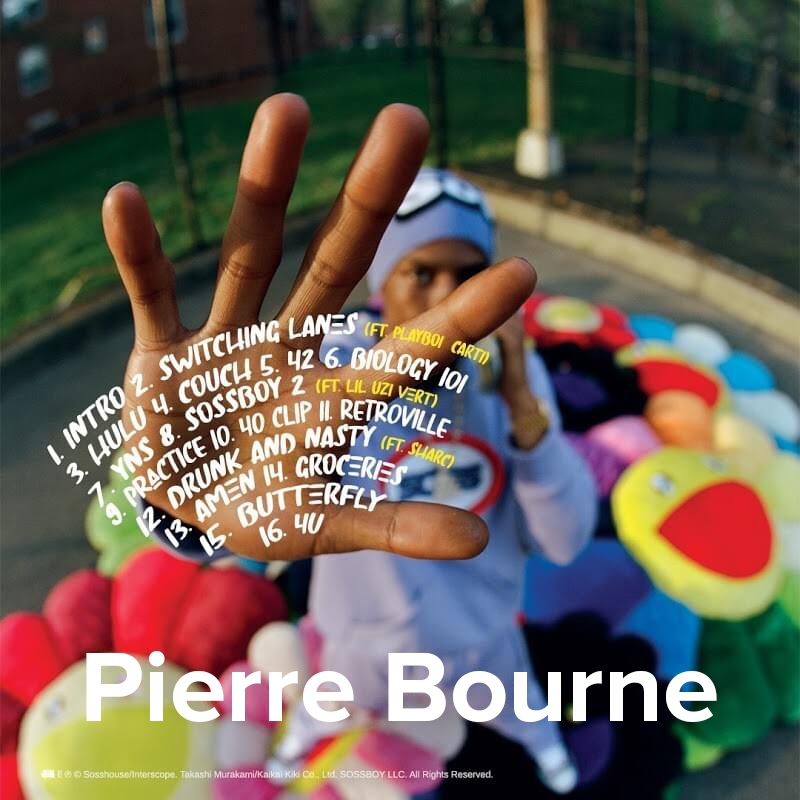 1. INTRO 2. SWITCHING LANES (FT. PLAYBOI CARTI)
3. HULU 4. COUCH 5. 42 6. BIOLOGY 101
7. YNS 8. SOSSBOY 2 (FT. LIL UZI VERT)
9. PRACTICE 10. 40 CLIP 11. RETROVILLE
12. DRUNK AND NASTY (FT. SHARC)
13. AMEN 14. GROCERIES
15. BUTTERFLY
16. 4U
Pierre Bourne
℗ © Sosshouse/Interscope. Takashi Murakami/Kaikai Kiki Co., Ltd. SOSSBOY LLC. All Rights Reserved.